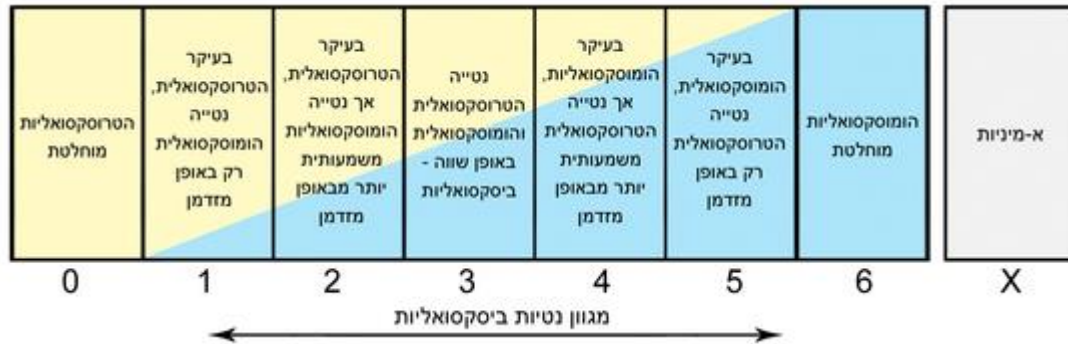 הטרוסקסואליות
מוחלטת
בעיקר
הטרוסקסואלית,
נטייה
הומוסקסואלית
רק באופן
מזדמן
בעיקר
הטרוסקסואלית,
אך נטייה
הומוסקסואליות
משמעותית
יותר מבאופן
מזדמן
נטייה
הטרוסקסואלית
והומוסקסואלית
באופן שווה -
ביסקסואליות
בעיקר
הומוסקסואליות,
אך נטייה
הטרוסקסואלית
משמעותית
יותר מבאופן
מזדמן
בעיקר
הומוסקסואלית,
נטייה
הטרוסקסואלית
רק באופן
מזדמן
הומוסקסואליות
מוחלטת
א-מיניות
0 1 2 3 4 5 6 X
מגוון נטיות ביסקסואליות